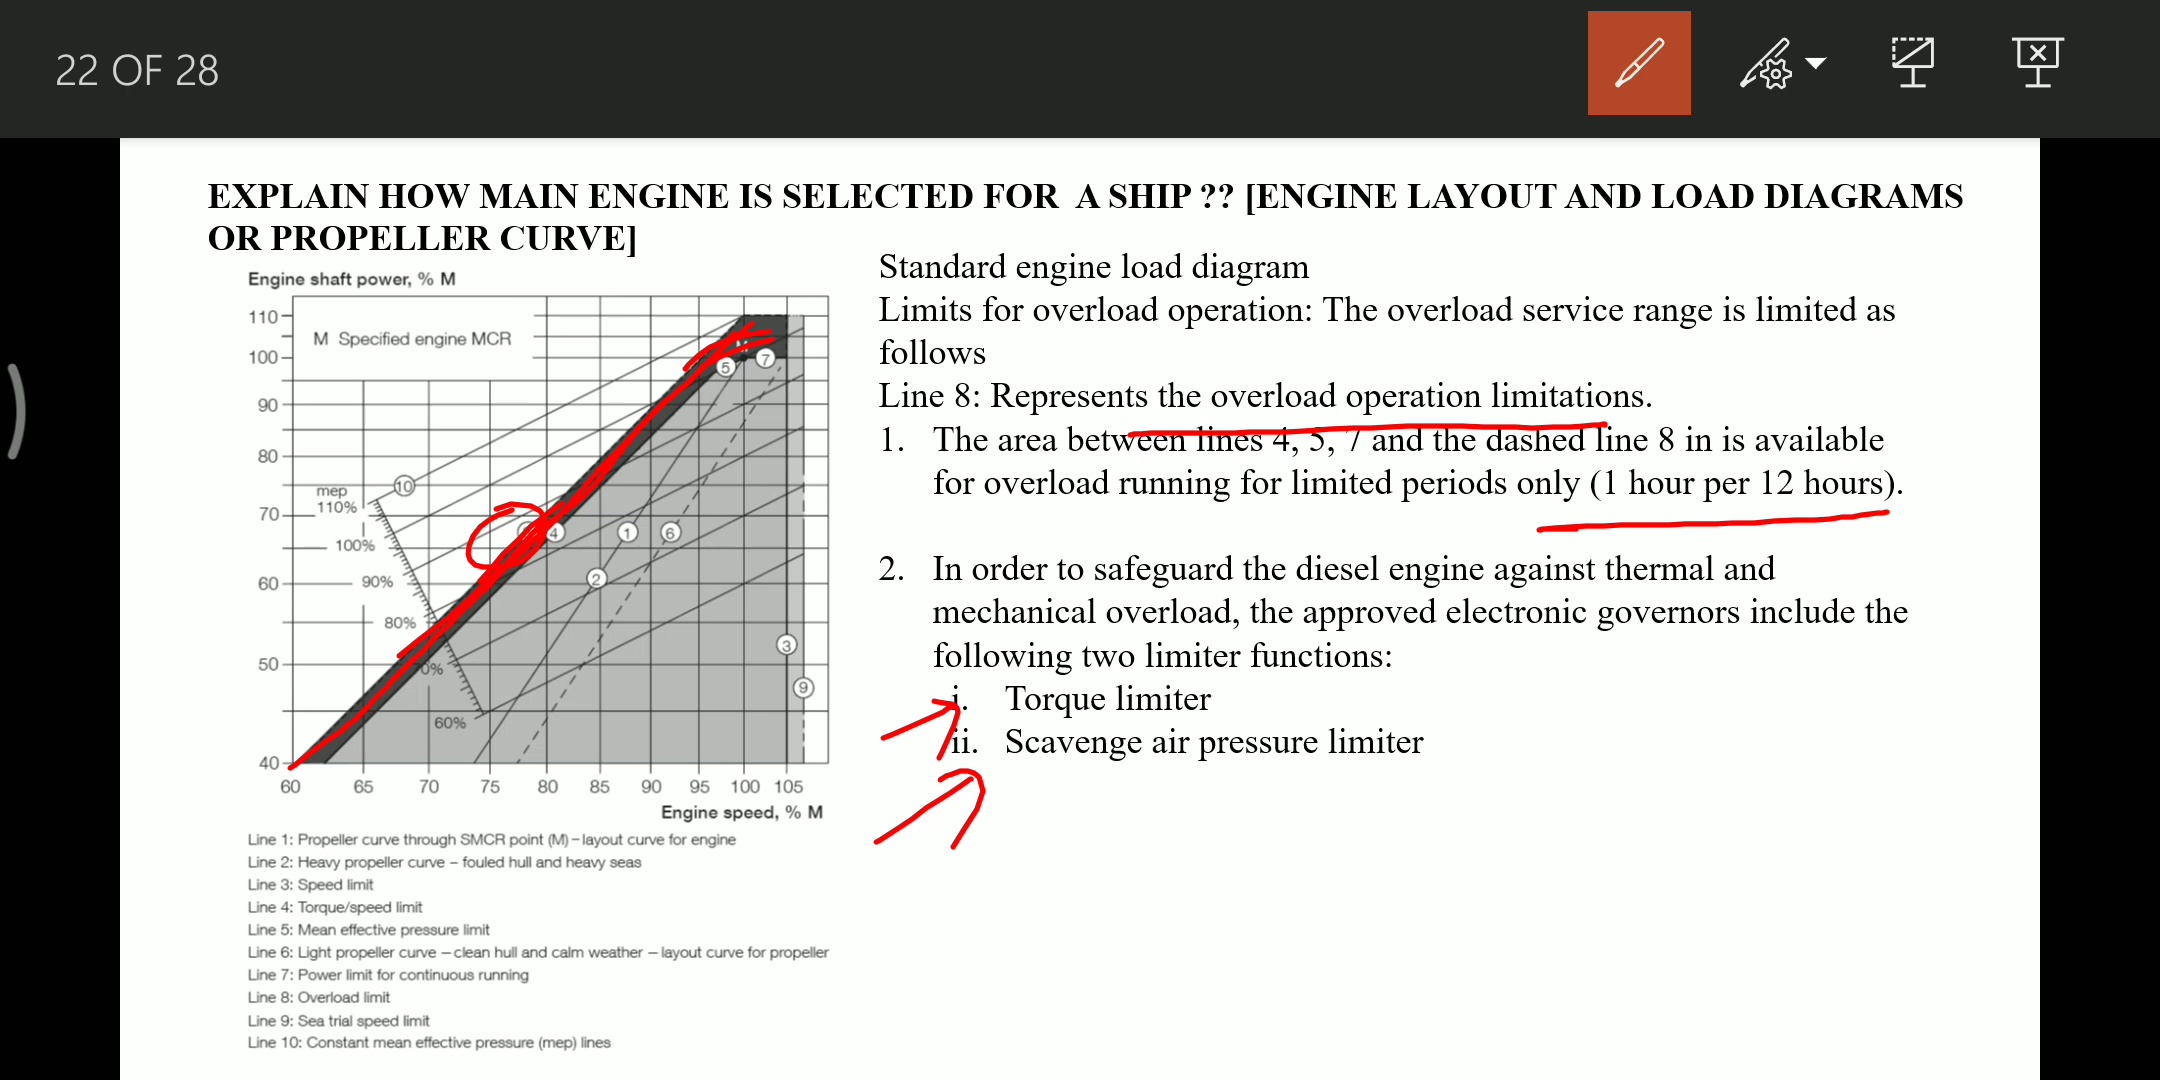 22 OF 28
EXPLAIN HOW MAIN ENGINE IS SELECTED FOR A SHIP ?? [ENGINE LAYOUT AND LOAD DIAGRAMS
OR PROPELLER CURVE]
Engine shaft power, % M
110
M Specified engine MCR
100
90
80
70
60
50
40
mep
110%
100%
90%
80%
0%
60%
10
5
7
4
1
6
2
3
9
60 65 70 75 80 85 90 95 100 105
Engine speed, % M
Line 1: Propeller curve through SMCR point (M) – layout curve for engine
Line 2: Heavy propeller curve – fouled hull and heavy seas
Line 3: Speed limit
Line 4: Torque/speed limit
Line 5: Mean effective pressure limit
Line 6: Light propeller curve – clean hull and calm weather – layout curve for propeller
Line 7: Power limit for continuous running
Line 8: Overload limit
Line 9: Sea trial speed limit
Line 10: Constant mean effective pressure (mep) lines
Standard engine load diagram
Limits for overload operation: The overload service range is limited as
follows
Line 8: Represents the overload operation limitations.
1. The area between lines 4, 5, 7 and the dashed line 8 in is available
for overload running for limited periods only (1 hour per 12 hours).
2. In order to safeguard the diesel engine against thermal and
mechanical overload, the approved electronic governors include the
following two limiter functions:
i. Torque limiter
ii. Scavenge air pressure limiter